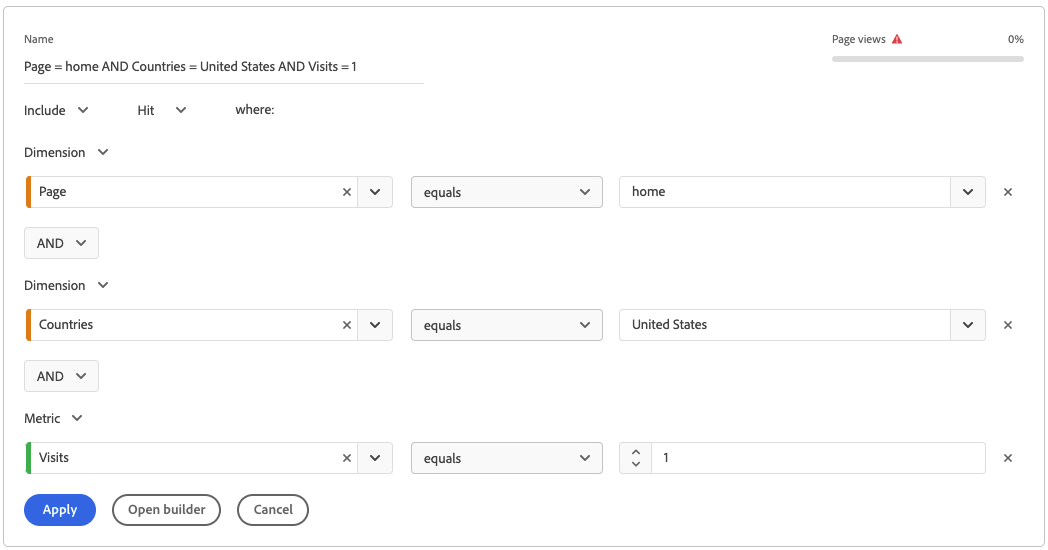 Name
Page views 0%
Page = home AND Countries = United States AND Visits = 1
Include Hit where:
Dimension
Page equals home
AND
Dimension
Countries equals United States
AND
Metric
Visits equals 1
Apply Open builder Cancel